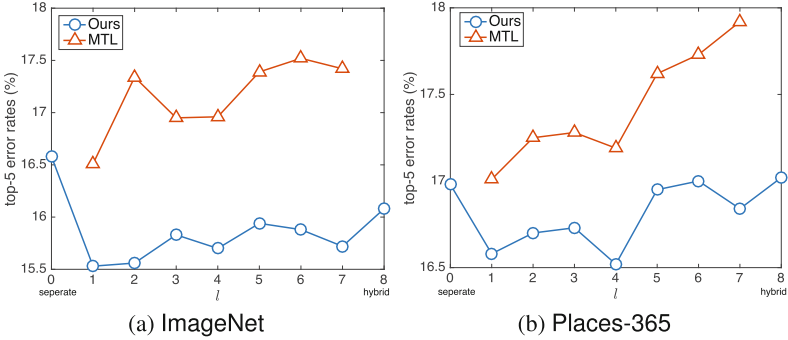 18
17.5
17
16.5
16
15.5
top-5 error rates (%)
Ours
MTL
0 1 2 3 4 5 6 7 8
seperate l hybrid
(a) ImageNet
18
17.5
17
16.5
top-5 error rates (%)
Ours
MTL
0 1 2 3 4 5 6 7 8
seperate l hybrid
(b) Places-365